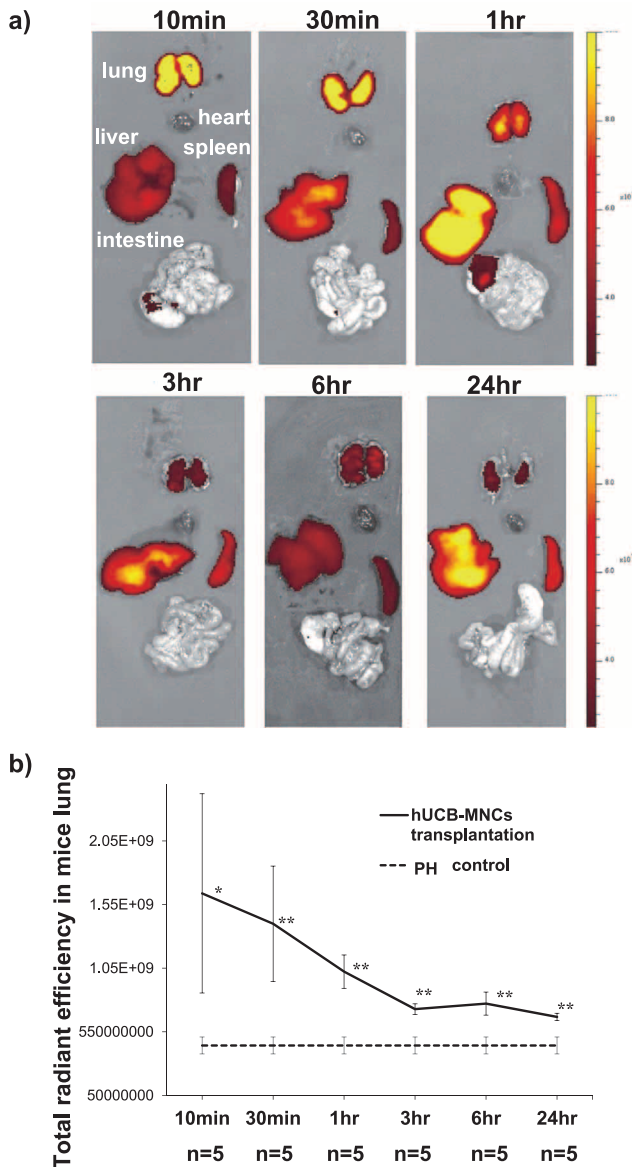 a)
10min 30min 1hr
lung
heart
liver
spleen
intestine
8.0
6.0
4.0
3hr 6hr 24hr
8.0
6.0
4.0
b)
Total radiant efficiency in mice lung
2.05E+09
1.55E+09
1.05E+09
550000000
50000000
hUCB-MNCs
transplantation
PH control
* ** ** ** ** **
10min 30min 1hr 3hr 6hr 24hr
n=5 n=5 n=5 n=5 n=5 n=5